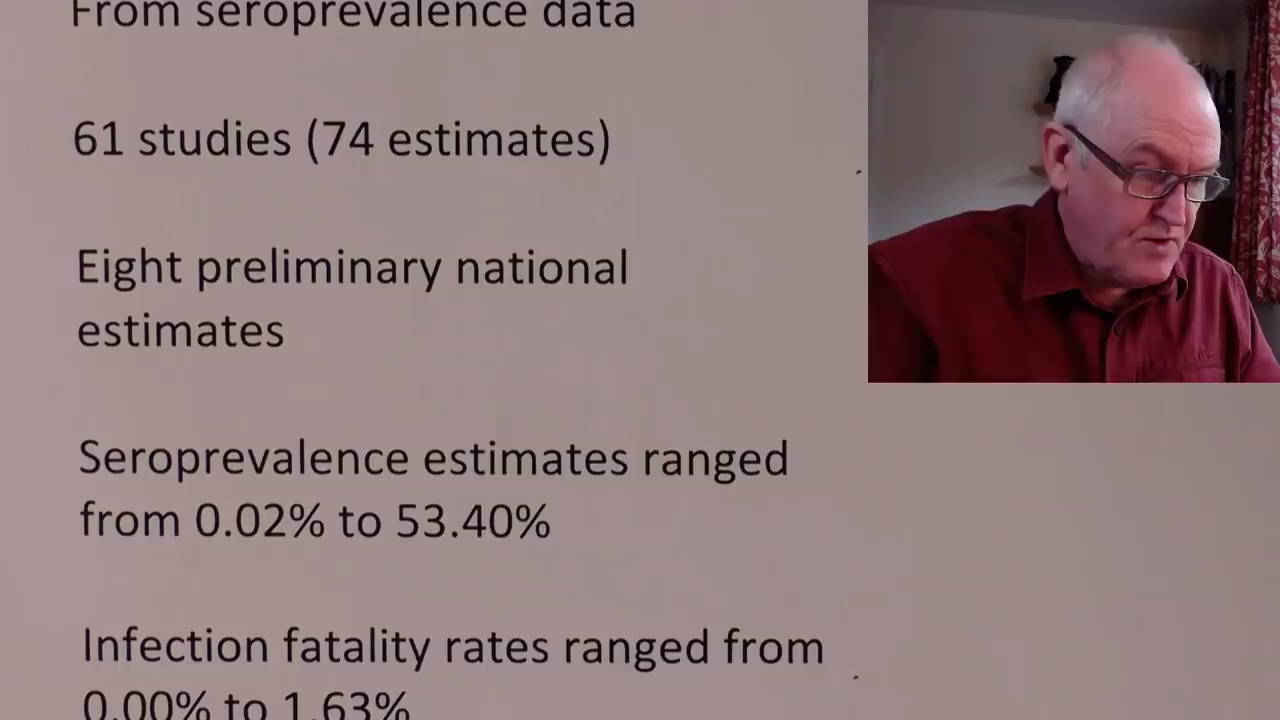 From seroprevalence data
61 studies (74 estimates)
Eight preliminary national
estimates
Seroprevalence estimates ranged
from 0.02% to 53.40%
Infection fatality rates ranged from
0.00% to 1.63%